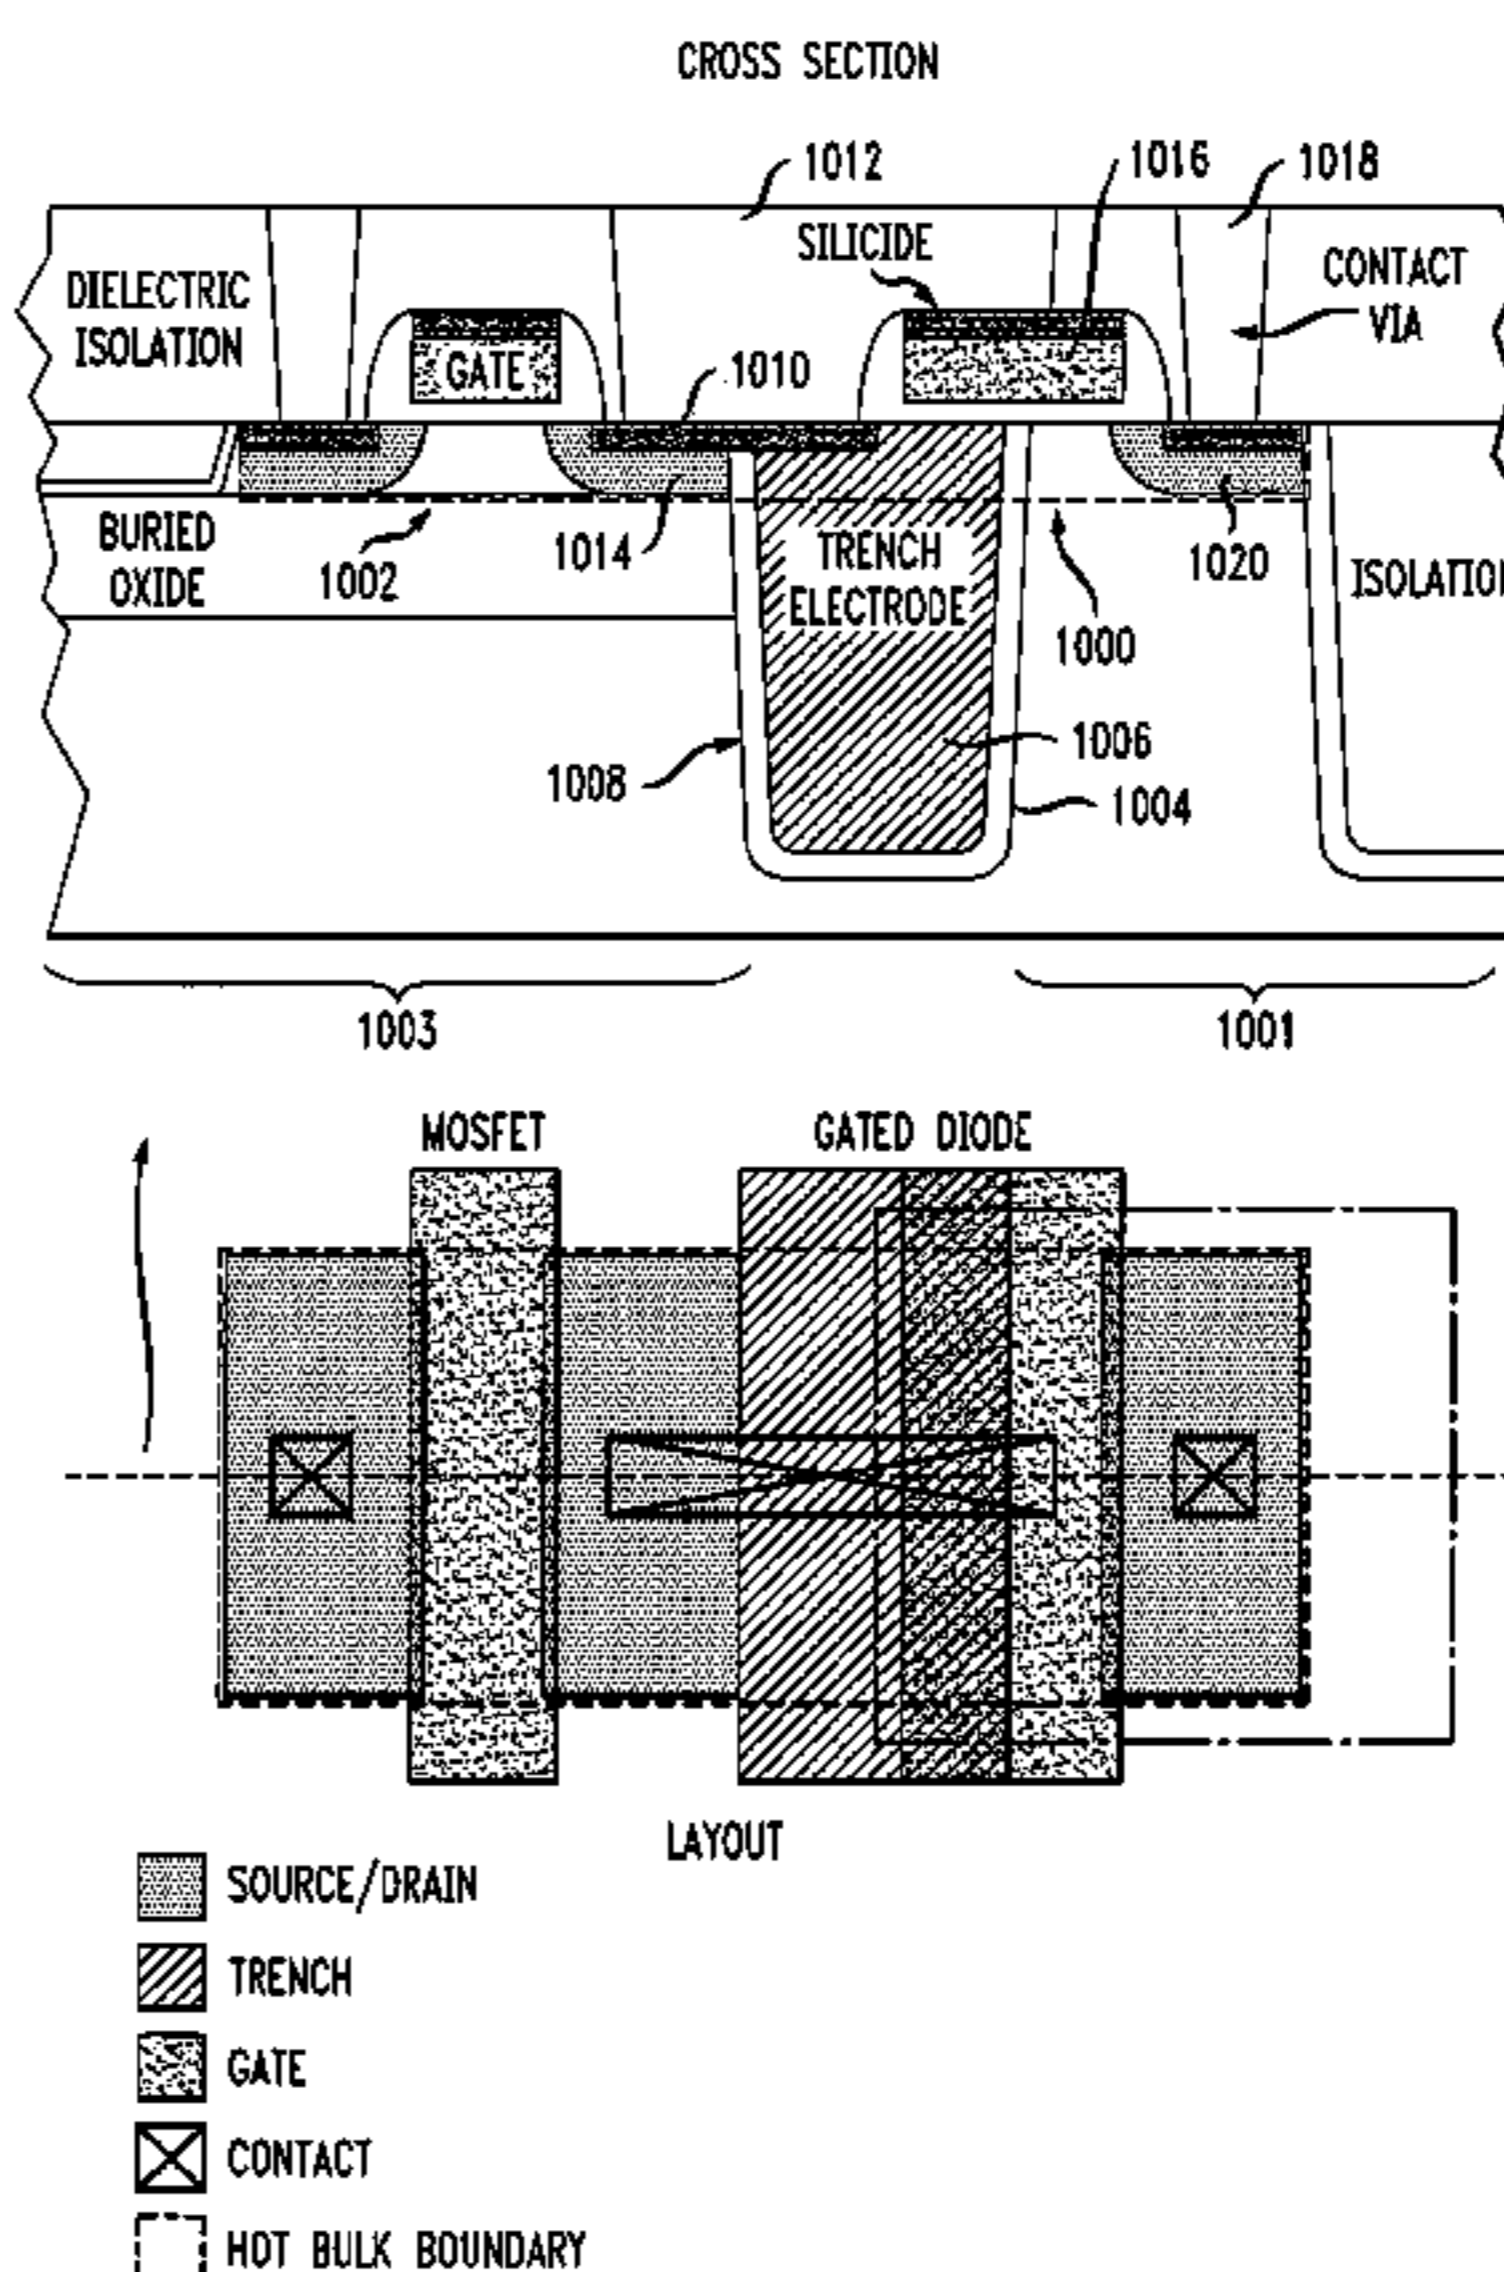 CROSS SECTION
1012
1016
1018
SILICIDE
DIELECTRIC
ISOLATION
CONTACT
VIA
GATE
1010
BURIED
OXIDE
1002
1014
TRENCH
ELECTRODE
1020
ISOLATIO
1000
1008
1006
1004
1003
1001
MOSFET
GATED DIODE
LAYOUT
SOURCE/DRAIN
TRENCH
GATE
CONTACT
HOT BULK BOUNDARY